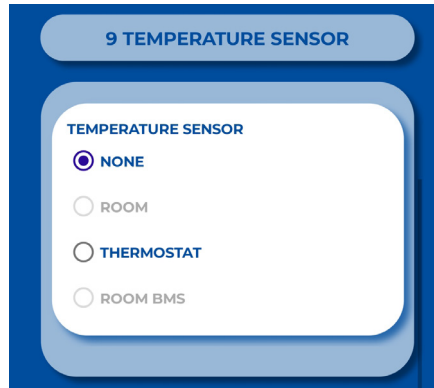 9 TEMPERATURE SENSOR
TEMPERATURE SENSOR
NONE
ROOM
THERMOSTAT
ROOM BMS